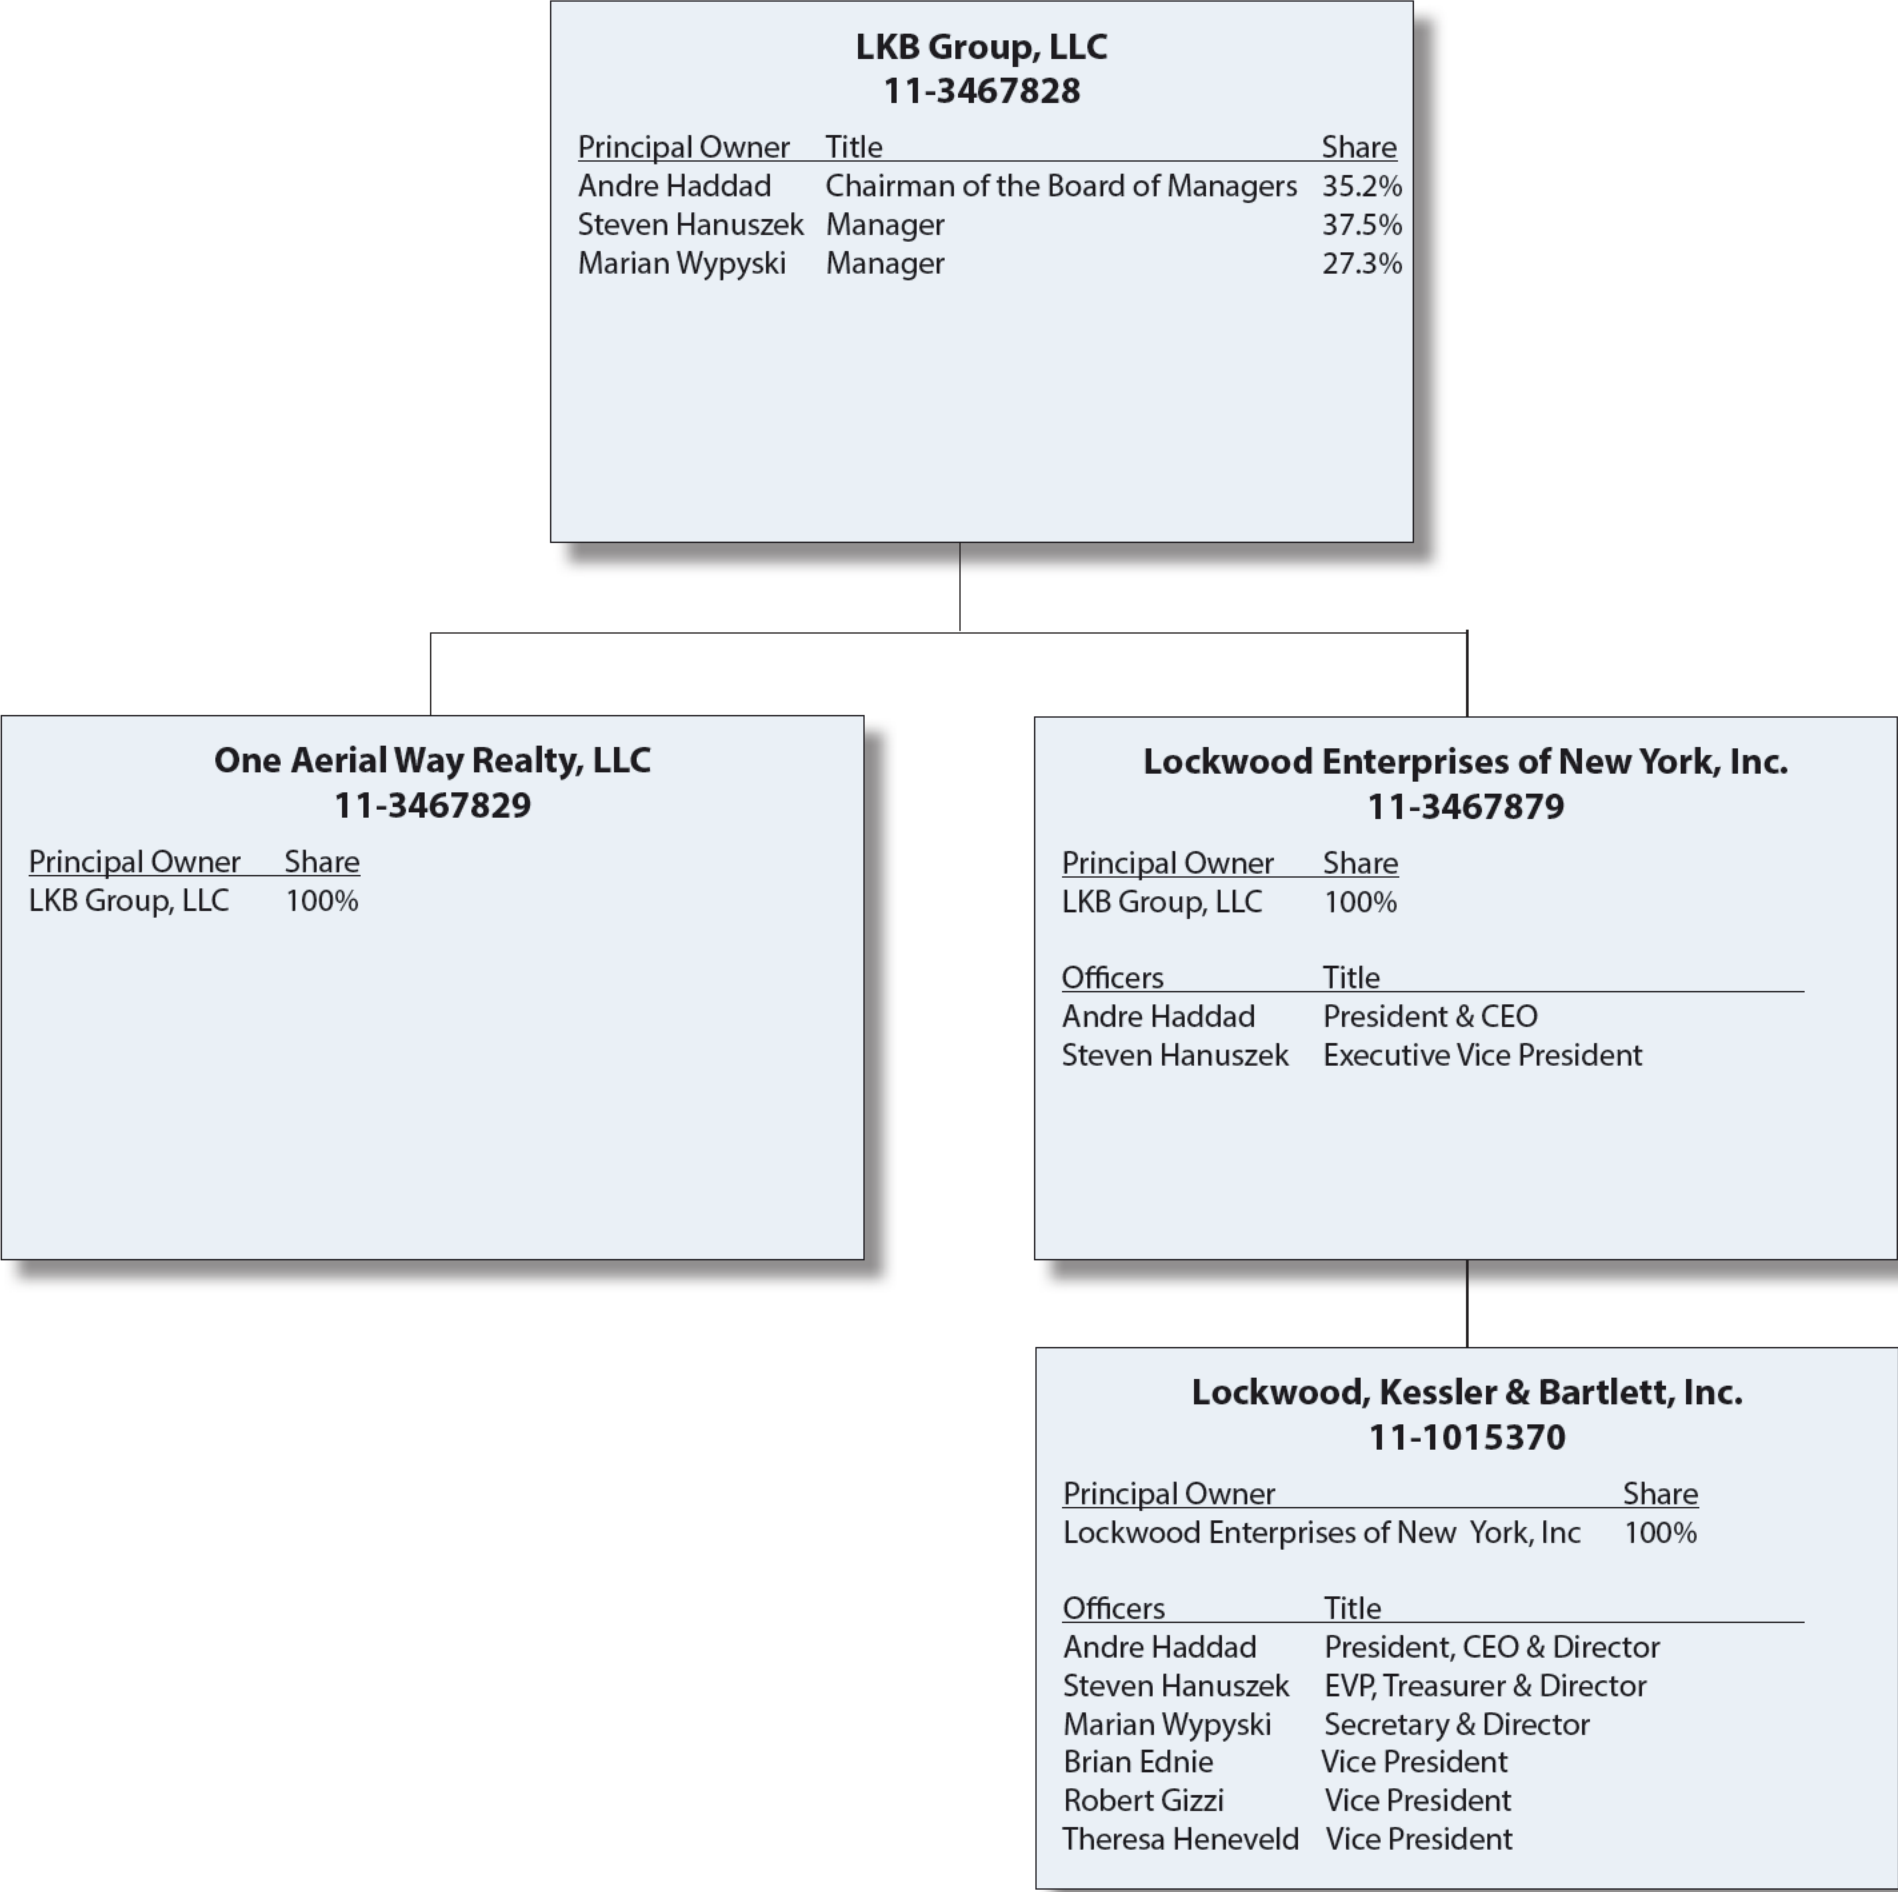 LKB Group, LLC
11-3467828
Principal Owner Title Share
Andre Haddad Chairman of the Board of Managers 35.2%
Steven Hanuszek Manager 37.5%
Marian Wypyski Manager 27.3%
One Aerial Way Realty, LLC
11-3467829
Principal Owner Share
LKB Group, LLC 100%
Lockwood Enterprises of New York, Inc.
11-3467879
Principal Owner Share
LKB Group, LLC 100%
Officers Title
Andre Haddad President & CEO
Steven Hanuszek Executive Vice President
Lockwood, Kessler & Bartlett, Inc.
11-1015370
Principal Owner Share
Lockwood Enterprises of New York, Inc 100%
Officers Title
Andre Haddad President, CEO & Director
Steven Hanuszek EVP, Treasurer & Director
Marian Wypyski Secretary & Director
Brian Ednie Vice President
Robert Gizzi Vice President
Theresa Heneveld Vice President